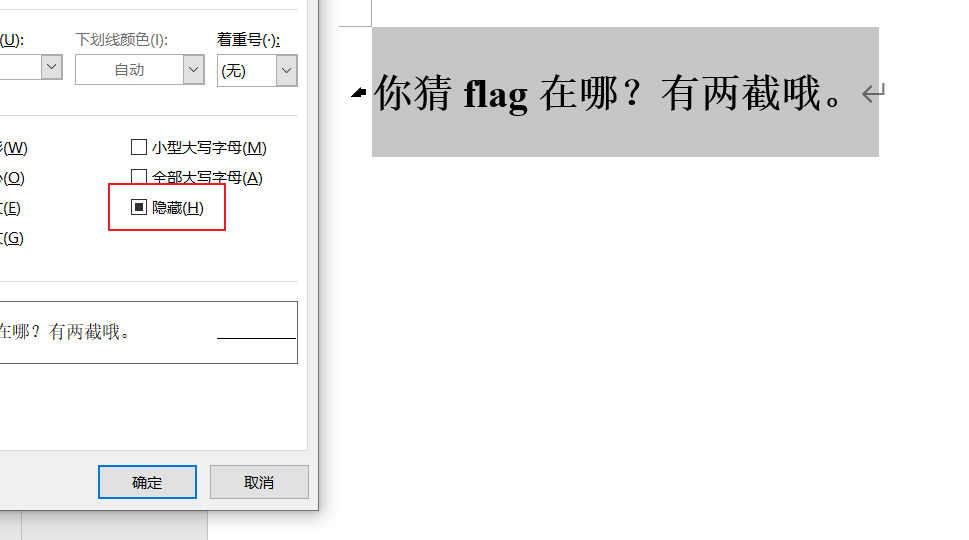 (U):
下划线颜色(I):
着重号(·):
自动
(无)
你猜 flag 在哪？有两截哦。↵
(W)
小型大写字母(M)
(O)
全部大写字母(A)
(E)
隐藏(H)
(G)
在哪？有两截哦。
确定
取消